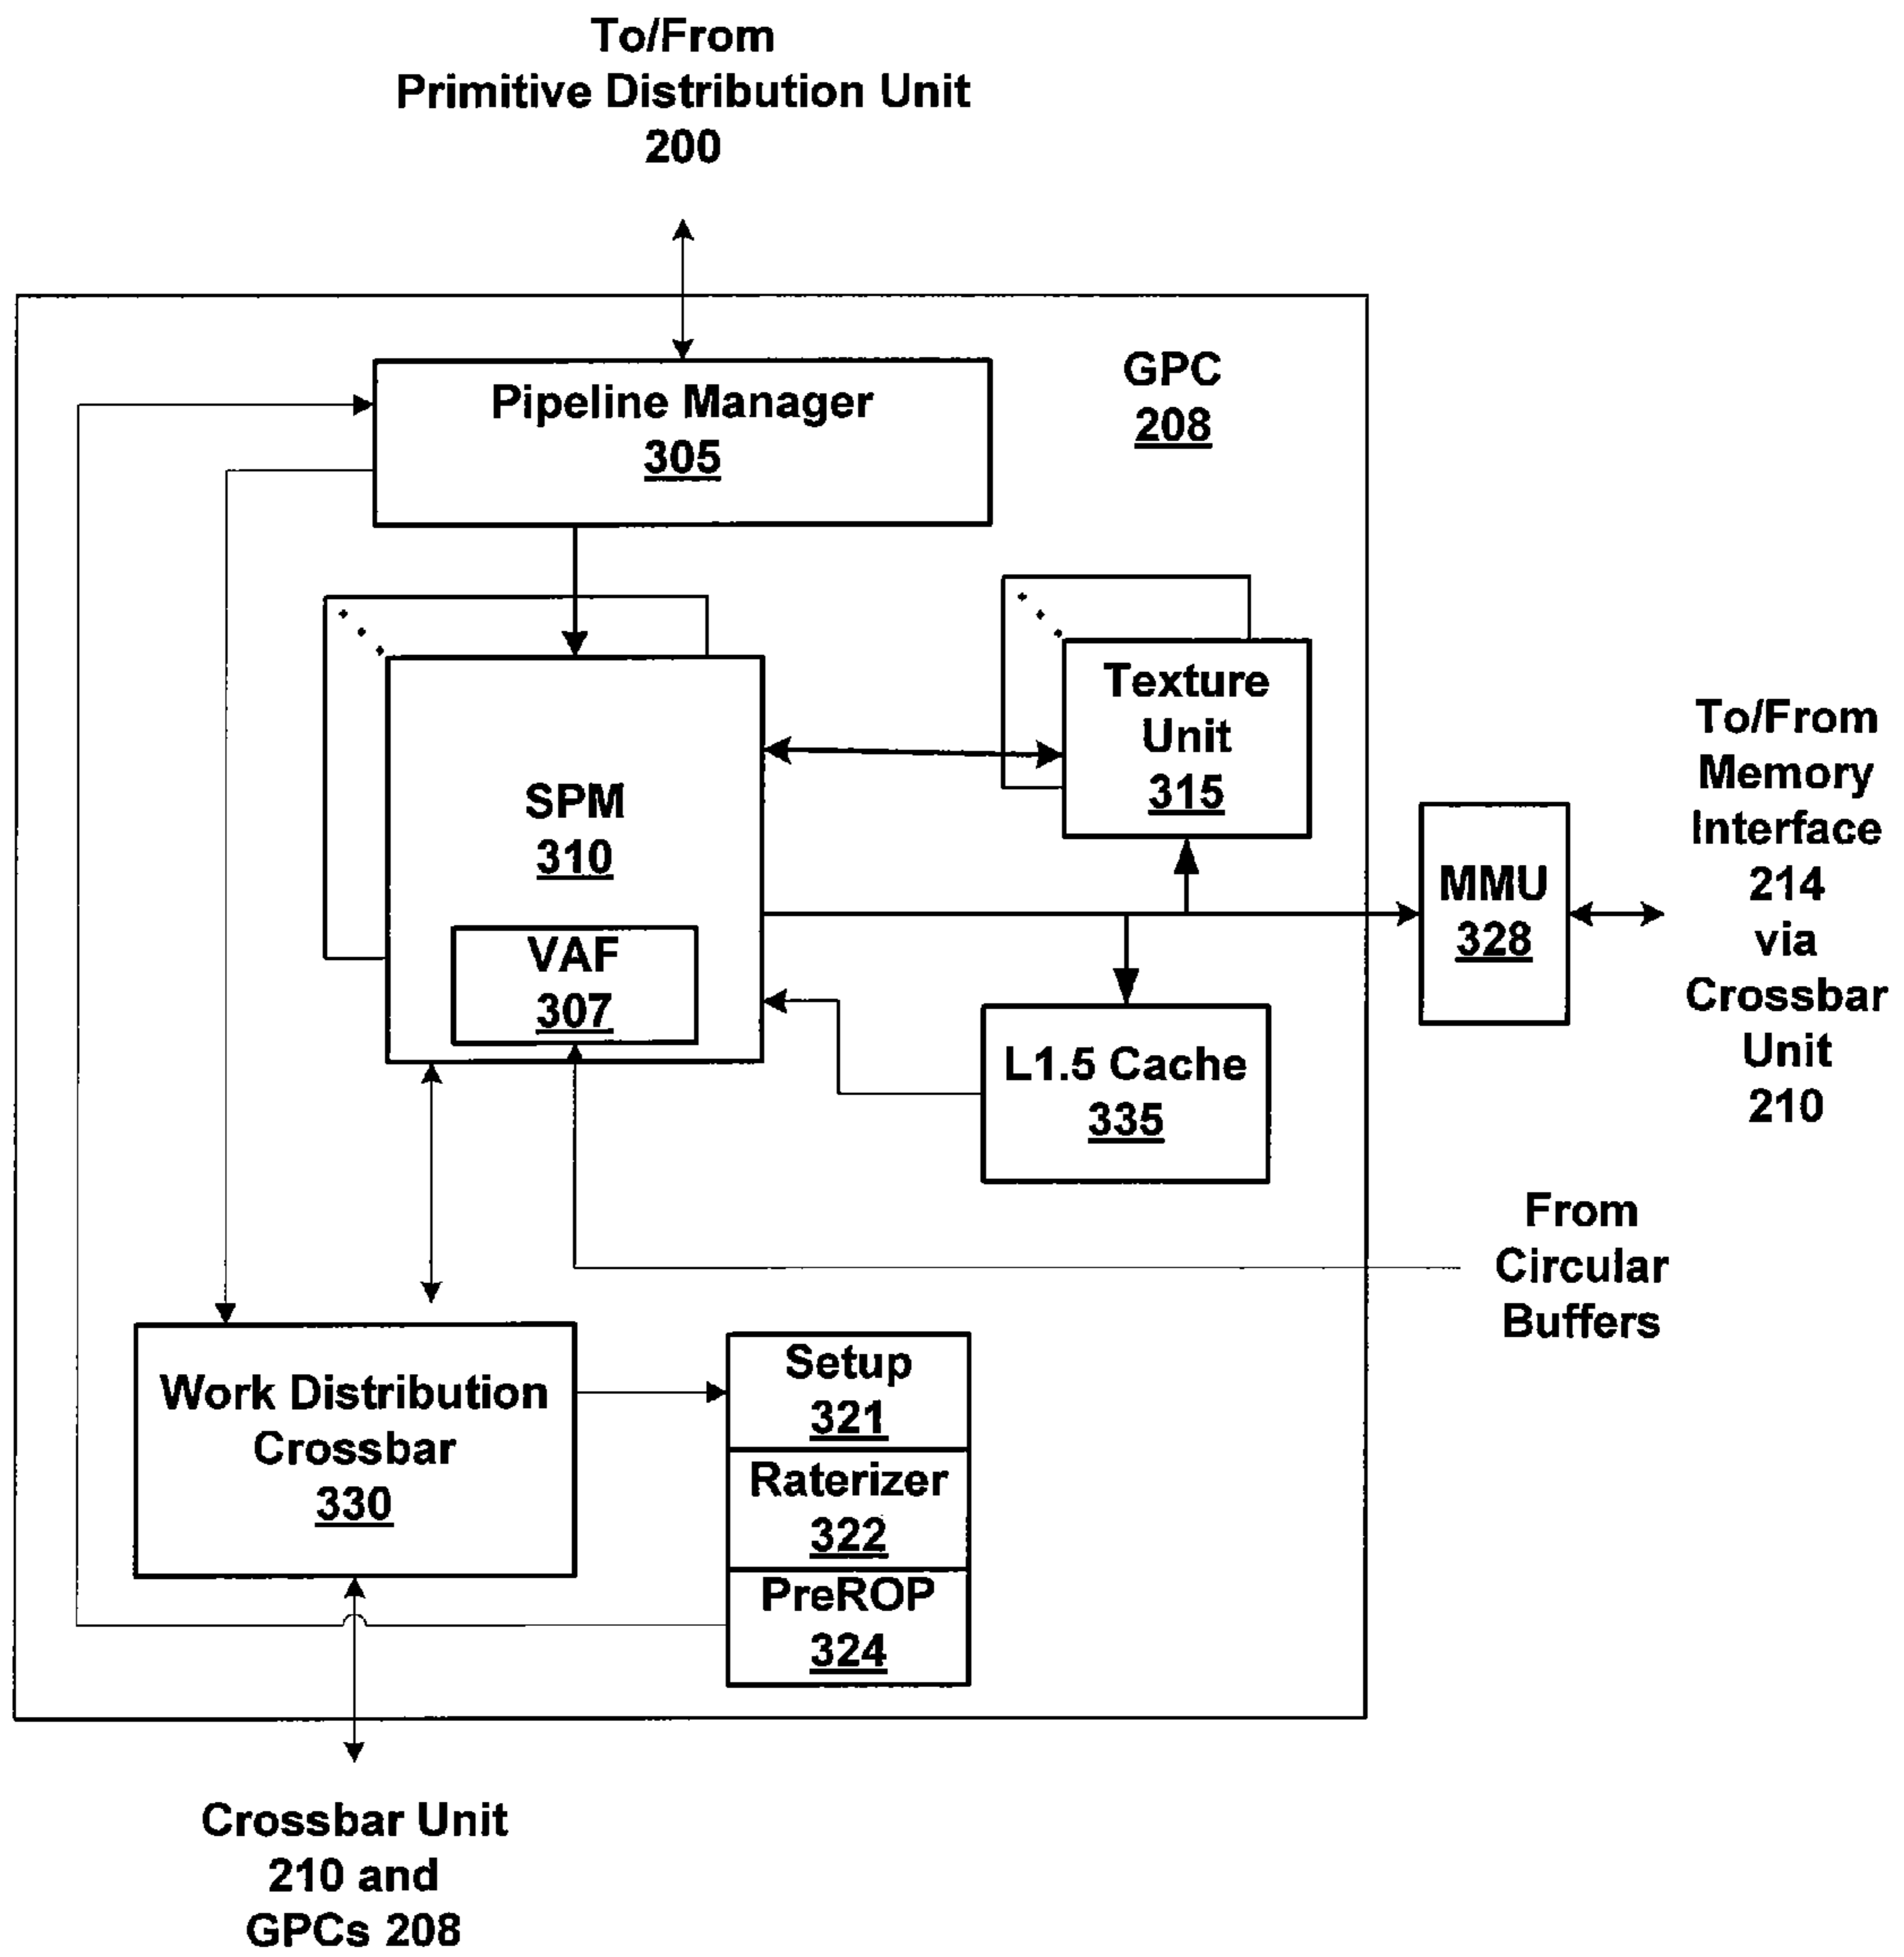 To/From
Primitive Distribution Unit
200
GPC
208
Pipeline Manager
305
Texture
Unit
315
SPM
310
VAF
307
MMU
328
To/From
Memory
Interface
214
via
Crossbar
Unit
210
L1.5 Cache
335
From
Circular
Buffers
Work Distribution
Crossbar
330
Setup
321
Raterizer
322
PreROP
324
Crossbar Unit
210 and
GPCs 208